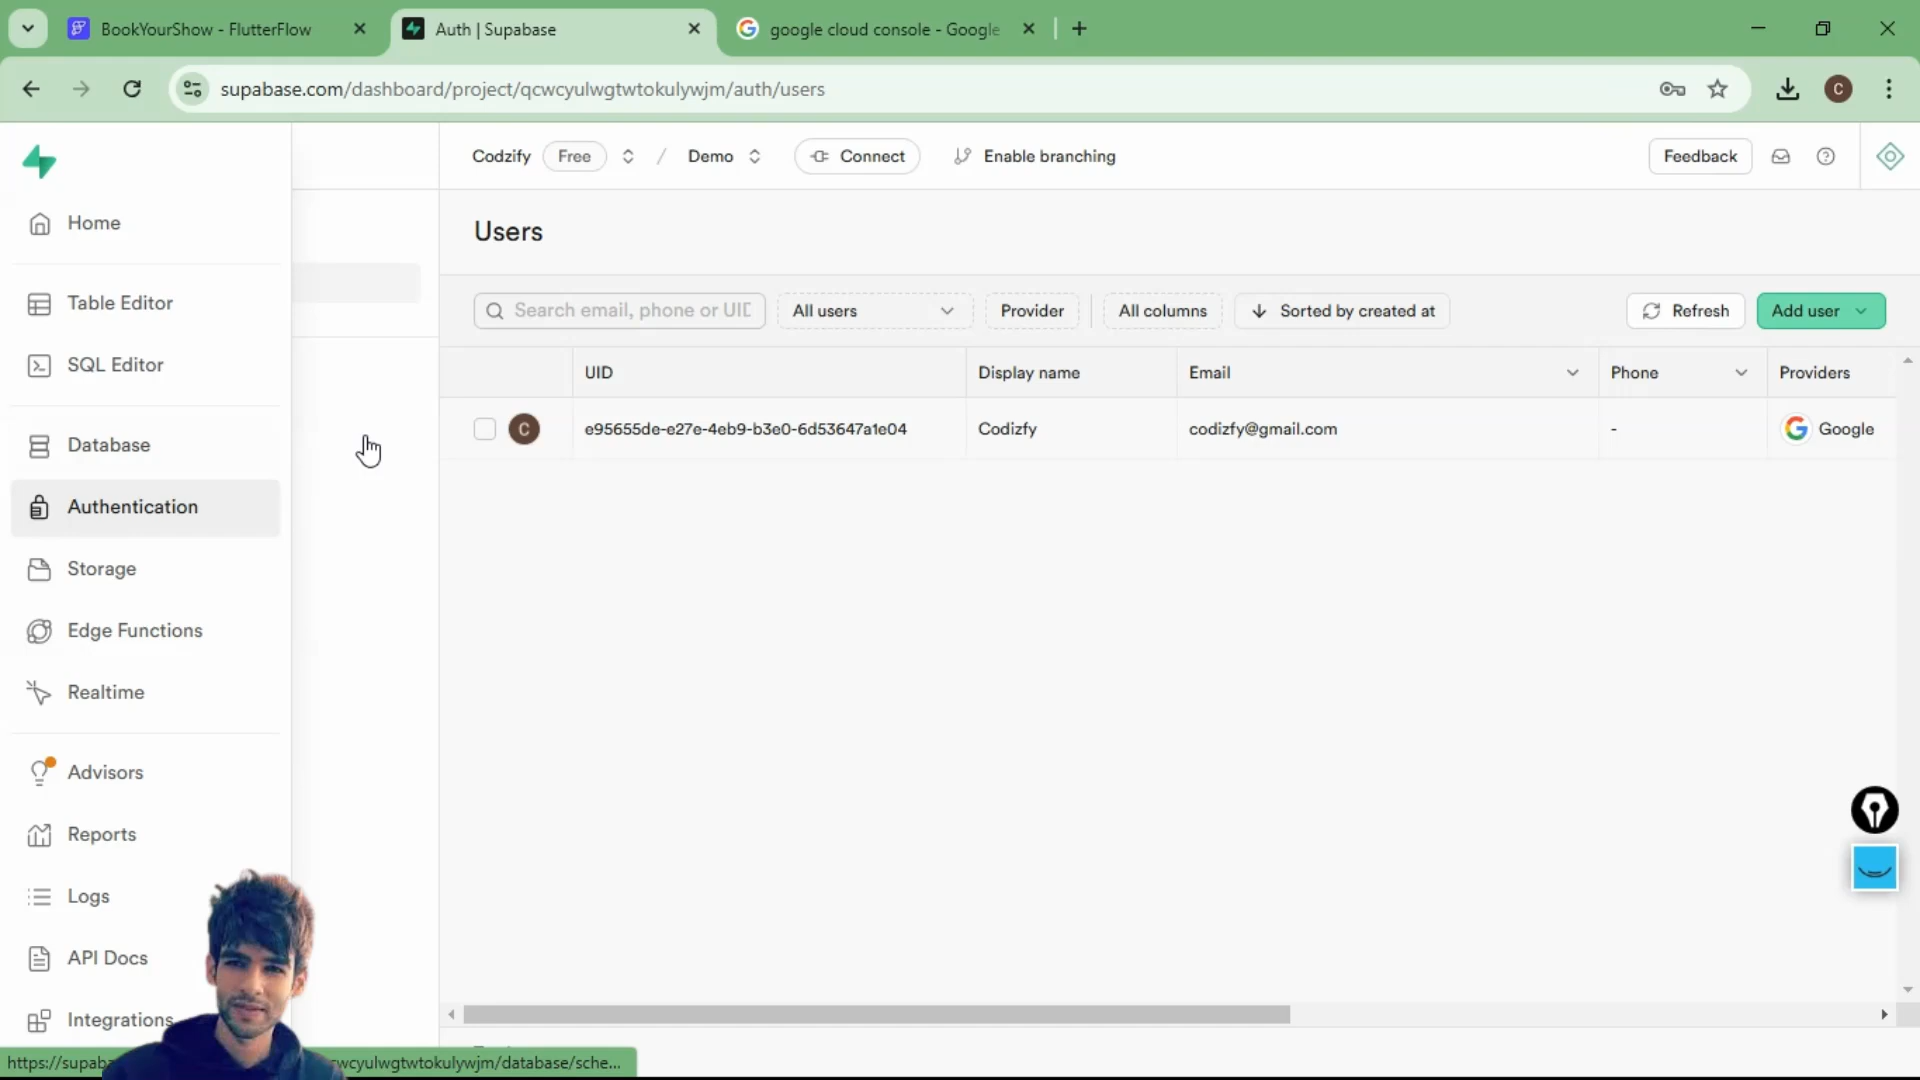 BookYourShow - FlutterFlow
Auth | Supabase
google cloud console - Google
supabase.com/dashboard/project/qcwcyulwgtwtokulywjm/auth/users
C
Codzify
Free
/
Demo
Connect
Enable branching
Feedback
Home
Table Editor
SQL Editor
Database
Authentication
Storage
Edge Functions
Realtime
Advisors
Reports
Logs
API Docs
Integrations
Users
Search email, phone or UID
All users
Provider
All columns
Sorted by created at
Refresh
Add user
UID
Display name
Email
Phone
Providers
C
e95655de-e27e-4eb9-b3e0-6d53647a1e04
Codizfy
codizfy@gmail.com
-
Google
https://supab
wcyulwgtwtokulywjm/database/sche...